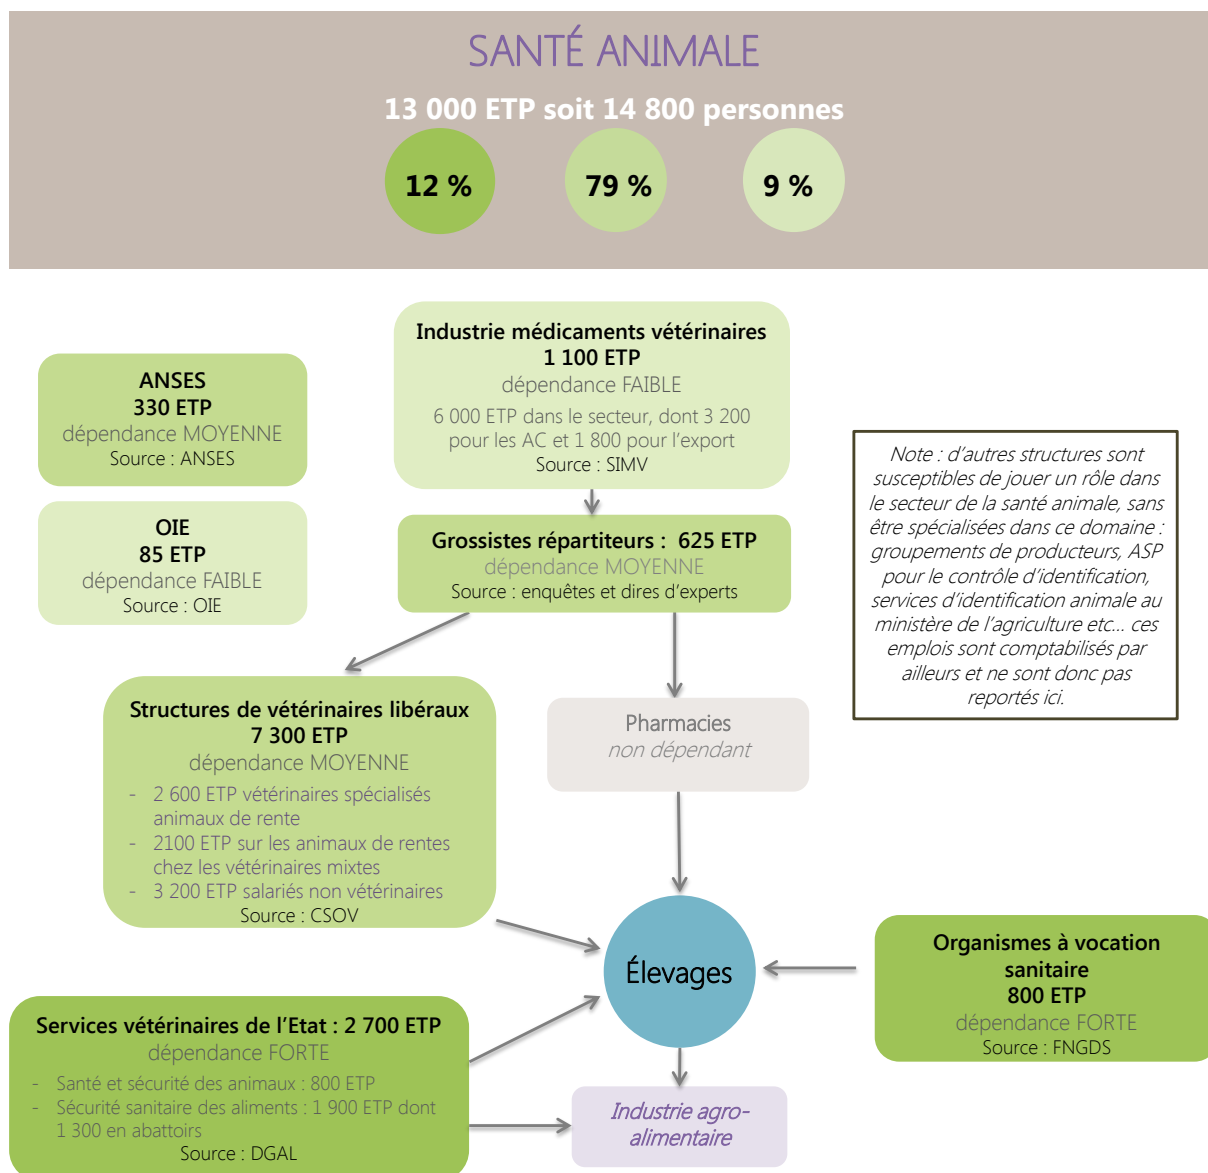 SANTÉ ANIMALE
13 000 ETP soit 14 800 personnes
12 %
79 %
9 %
Industrie médicaments vétérinaires
1 100 ETP
dépendance FAIBLE
6 000 ETP dans le secteur, dont 3 200
pour les AC et 1 800 pour l'export
Source : SIMV
ANSES
330 ETP
dépendance MOYENNE
Source : ANSES
OIE
85 ETP
dépendance FAIBLE
Source : OIE
Note : d'autres structures sont
susceptibles de jouer un rôle dans
le secteur de la santé animale, sans
être spécialisées dans ce domaine :
groupements de producteurs, ASP
pour le contrôle d'identification,
services d'identification animale au
ministère de l'agriculture etc... ces
emplois sont comptabilisés par
ailleurs et ne sont donc pas
reportés ici.
Grossistes répartiteurs : 625 ETP
dépendance MOYENNE
Source : enquêtes et dires d'experts
Structures de vétérinaires libéraux
7 300 ETP
dépendance MOYENNE
- 2 600 ETP vétérinaires spécialisés
animaux de rente
- 2100 ETP sur les animaux de rentes
chez les vétérinaires mixtes
- 3 200 ETP salariés non vétérinaires
Source : CSOV
Pharmacies
non dépendant
Élevages
Organismes à vocation
sanitaire
800 ETP
dépendance FORTE
Source : FNGDS
Services vétérinaires de l'Etat : 2 700 ETP
dépendance FORTE
- Santé et sécurité des animaux : 800 ETP
- Sécurité sanitaire des aliments : 1 900 ETP dont
1 300 en abattoirs
Source : DGAL
Industrie agro-
alimentaire